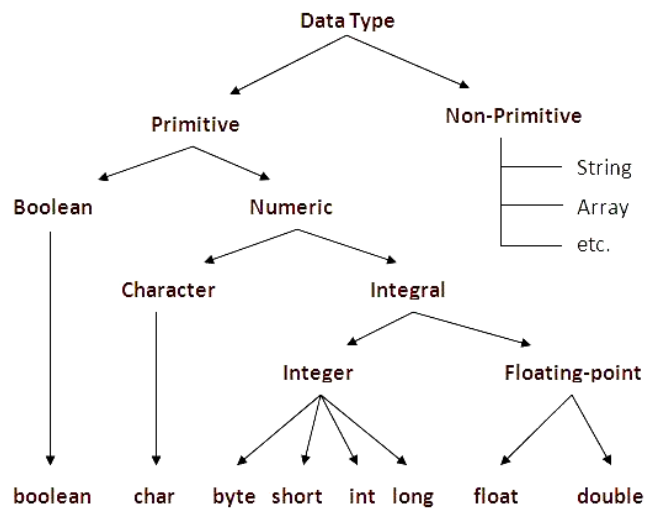 Data Type
Primitive
Non-Primitive
String
Array
etc.
Boolean
Numeric
Character
Integral
Integer
Floating-point
boolean
char
byte
short
int
long
float
double